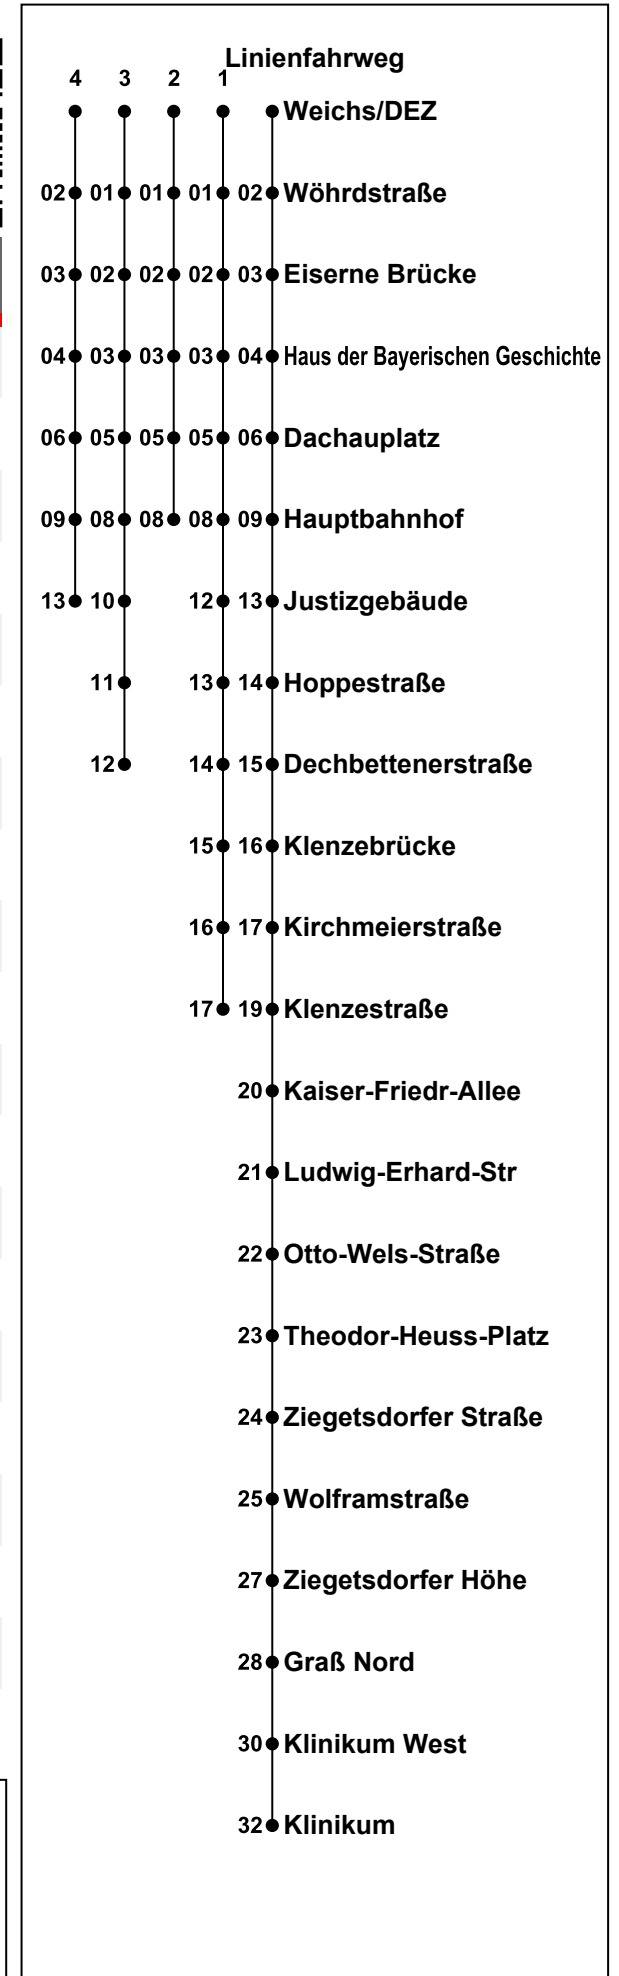 Linienfahrweg
4 3 2 1
Weichs/DEZ
02 01 01 01 02 Wöhrdstraße
03 02 02 02 03 Eiserne Brücke
04 03 03 03 04 Haus der Bayerischen Geschichte
06 05 05 05 06 Dachauplatz
09 08 08 08 09 Hauptbahnhof
13 10 12 13 Justizgebäude
11 13 14 Hoppestraße
12 14 15 Dechbettenerstraße
15 16 Klenzebrücke
16 17 Kirchmeierstraße
17 19 Klenzestraße
20 Kaiser-Friedr-Allee
21 Ludwig-Erhard-Str
22 Otto-Wels-Straße
23 Theodor-Heuss-Platz
24 Ziegetsdorfer Straße
25 Wolframstraße
27 Ziegetsdorfer Höhe
28 Graß Nord
30 Klinikum West
32 Klinikum